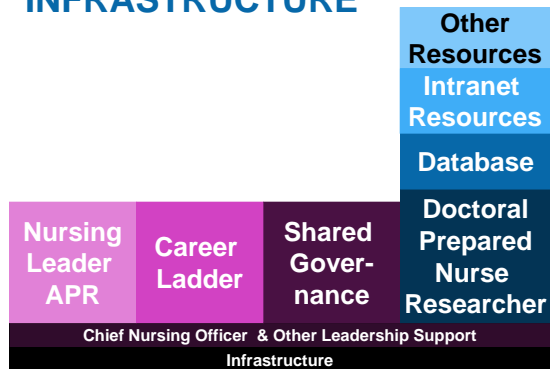 INFRASTRUCTURE
Other
Resources
Intranet
Resources
Database
Nursing
Leader
APR
Career
Ladder
Shared
Gover-
nance
Doctoral
Prepared
Nurse
Researcher
Chief Nursing Officer & Other Leadership Support
Infrastructure